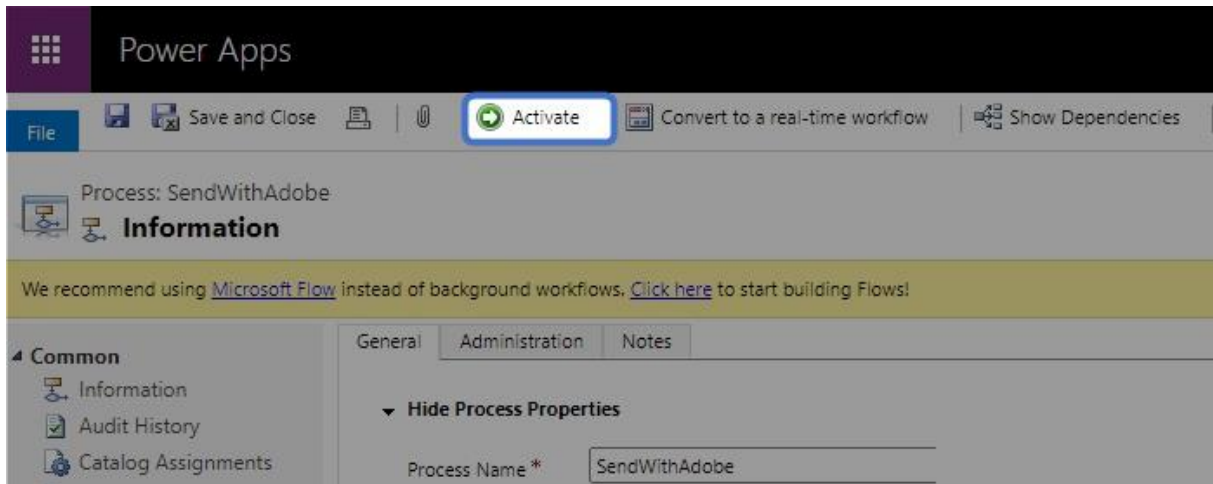 Power Apps
File Save and Close Activate Convert to a real-time workflow Show Dependencies
Process: SendWithAdobe
Information
We recommend using Microsoft Flow instead of background workflows. Click here to start building Flows!
General Administration Notes
Common
Information
Audit History
Catalog Assignments
Hide Process Properties
Process Name * SendWithAdobe